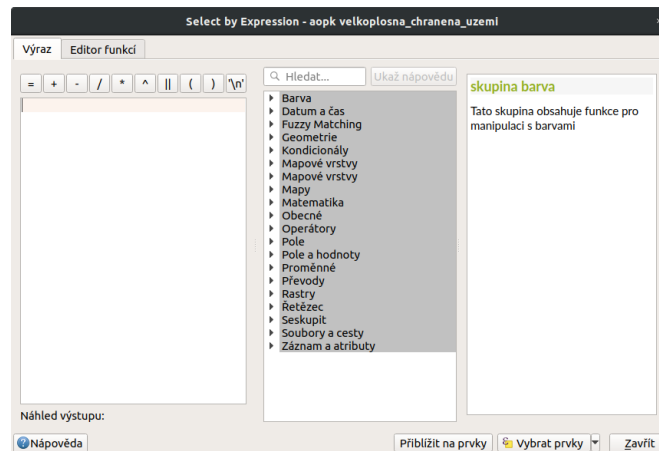 Select by Expression - aopk velkoplosna_chranena_uzemi
Výraz
Editor funkcí
= + - / * ^ || ( ) '\n'
Hledat...
Ukaž nápovědu
Barva
Datum a čas
Fuzzy Matching
Geometrie
Kondicionály
Mapové vrstvy
Mapové vrstvy
Mapy
Matematika
Obecné
Operátory
Pole
Pole a hodnoty
Proměnné
Převody
Rastry
Řetězec
Seskupit
Soubory a cesty
Záznam a atributy
skupina barva
Tato skupina obsahuje funkce pro
manipulaci s barvami
Náhled výstupu:
Nápověda
Přiblížit na prvky
Vybrat prvky
Zavřít